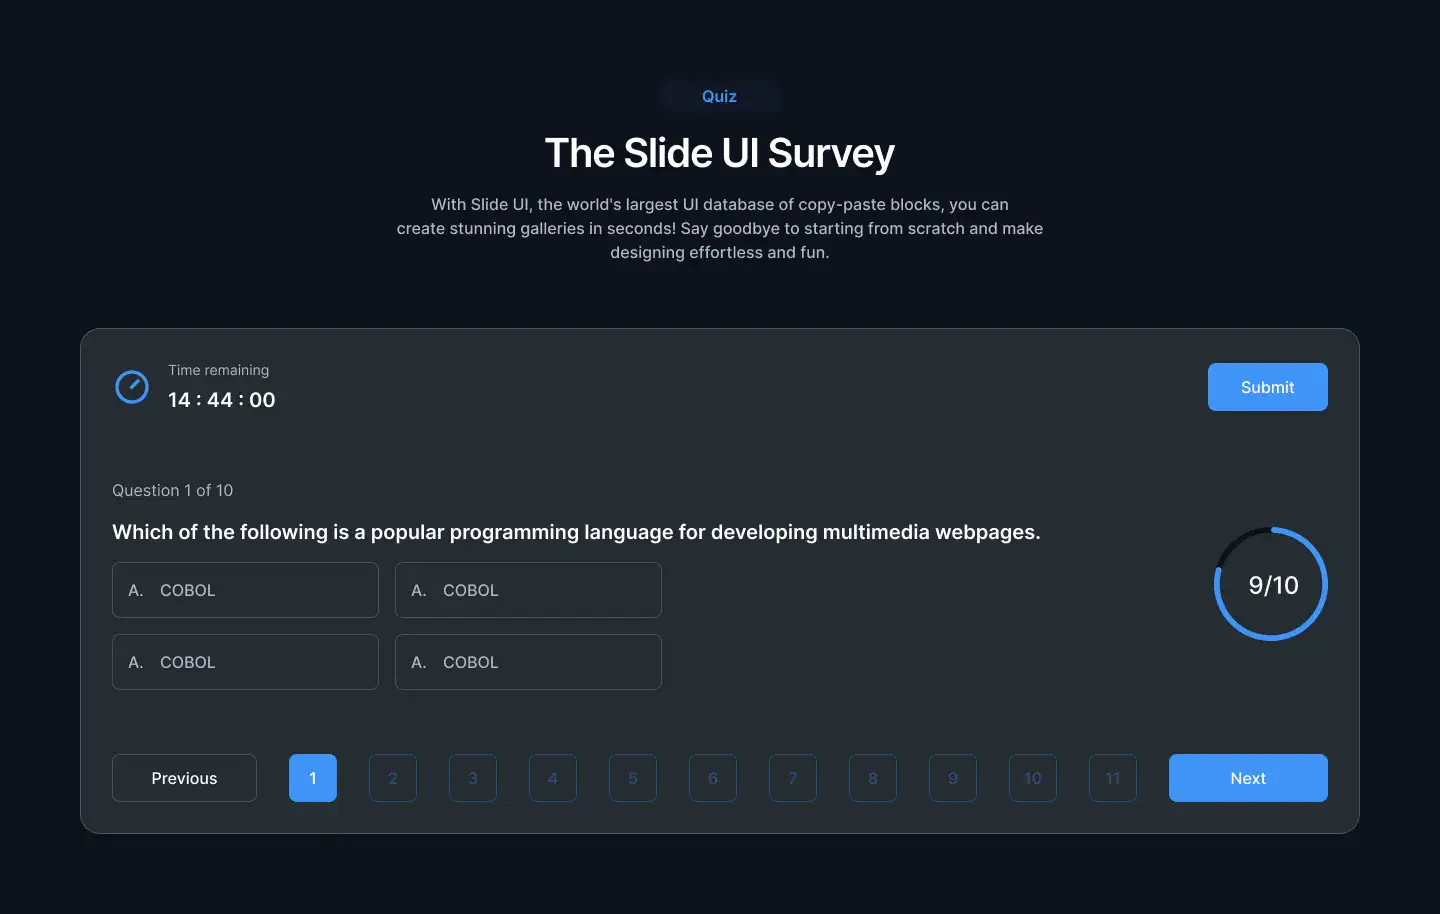 Quiz
The Slide UI Survey
With Slide UI, the world's largest UI database of copy-paste blocks, you can
create stunning galleries in seconds! Say goodbye to starting from scratch and make
designing effortless and fun.
Time remaining
14 : 44 : 00
Submit
Question 1 of 10
Which of the following is a popular programming language for developing multimedia webpages.
A. COBOL
A. COBOL
A. COBOL
A. COBOL
9/10
Previous
1
2
3
4
5
6
7
8
9
10
11
Next